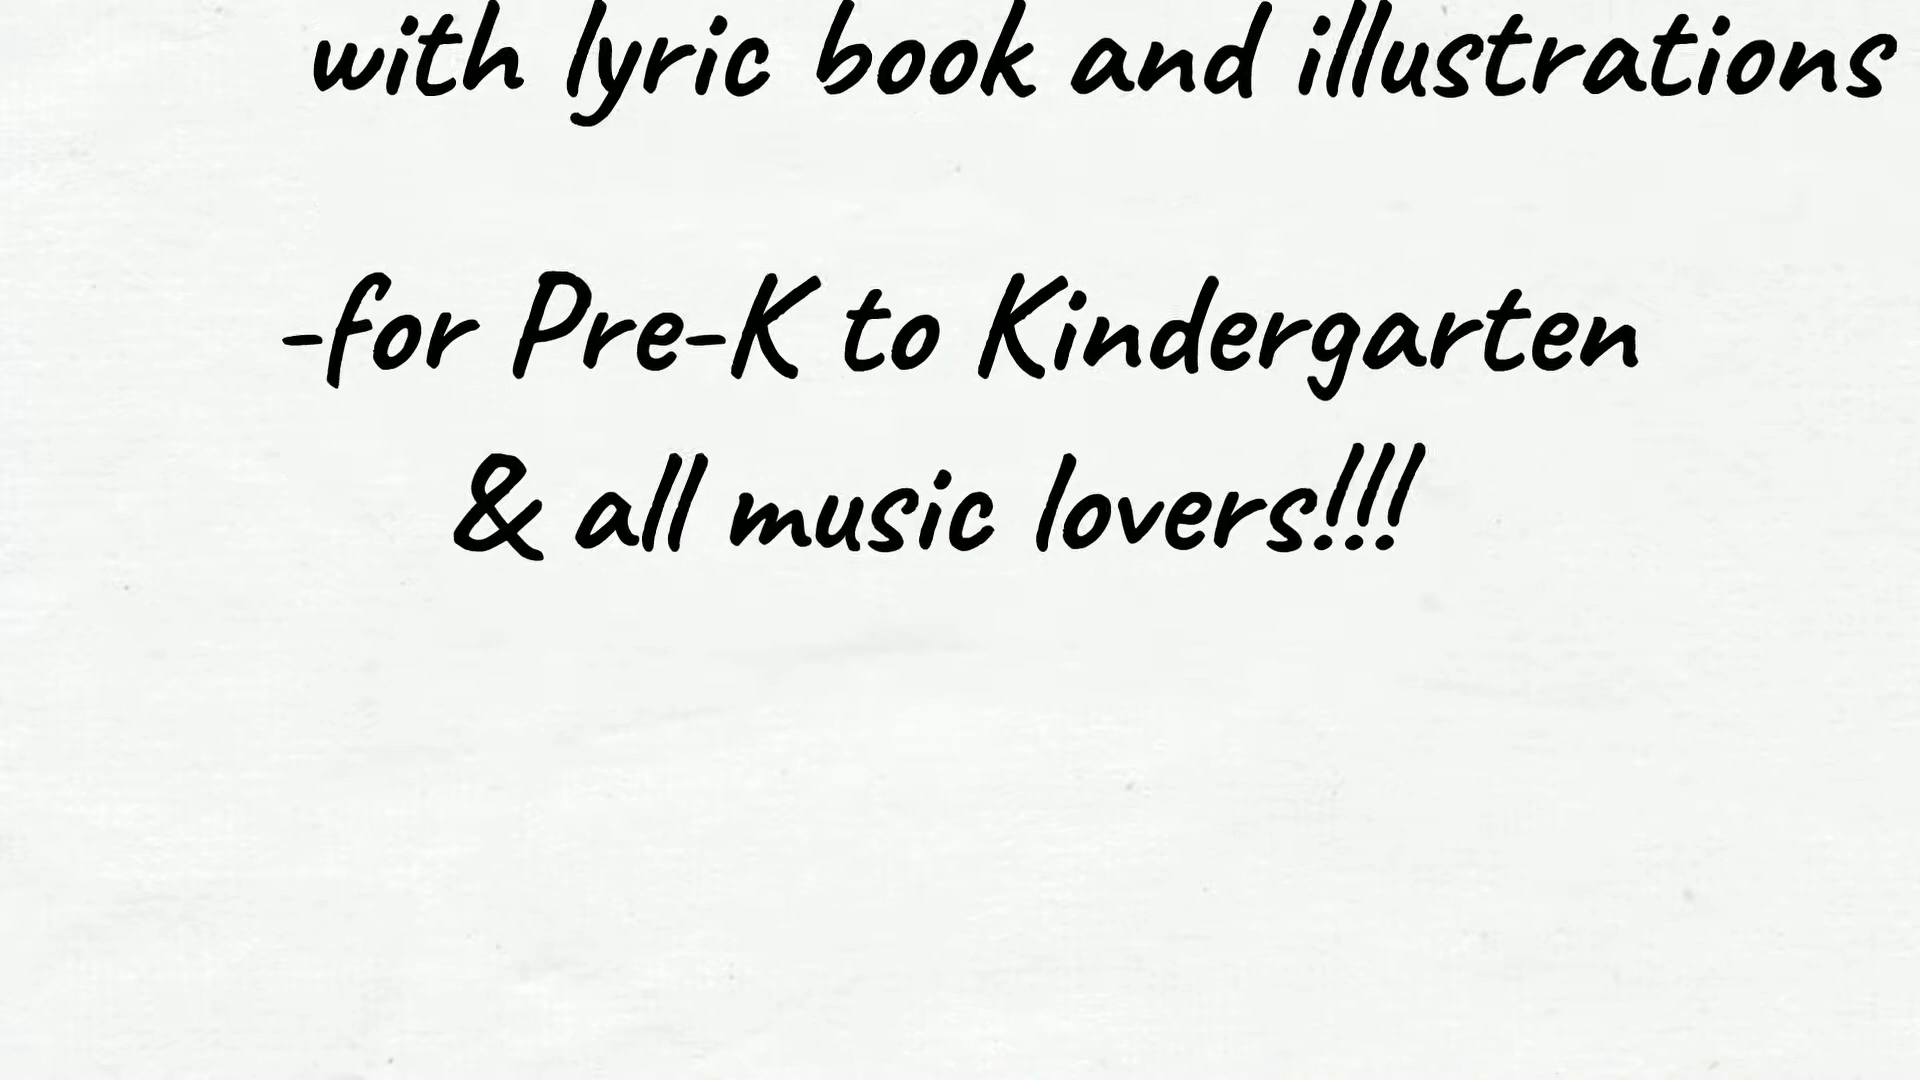 with lyric book and illustrations
-for Pre-K to Kindergarten
& all music lovers!!!